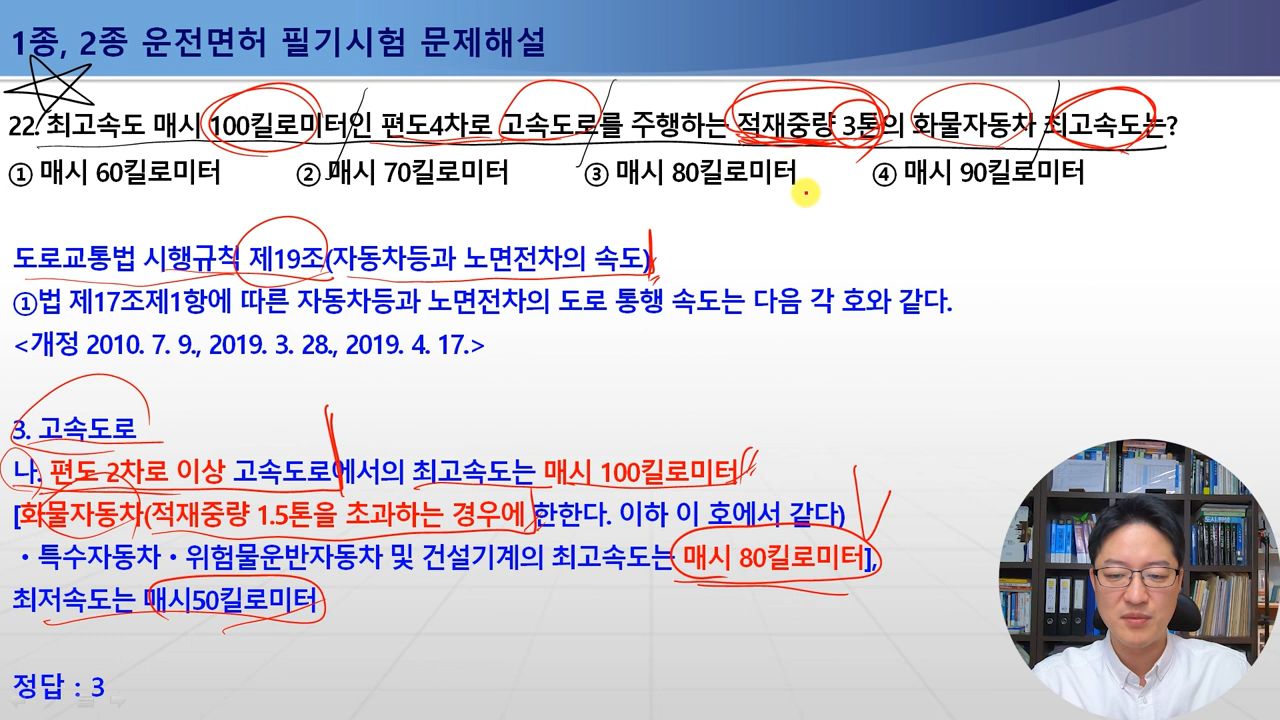 1종, 2종 운전면허 필기시험 문제해설
22. 최고속도 매시 100킬로미터인 편도4차로 고속도로를 주행하는 적재중량 3톤의 화물자동차 최고속도는?
① 매시 60킬로미터 ② 매시 70킬로미터 ③ 매시 80킬로미터 ④ 매시 90킬로미터
도로교통법 시행규칙 제19조(자동차등과 노면전차의 속도)
①법 제17조제1항에 따른 자동차등과 노면전차의 도로 통행 속도는 다음 각 호와 같다.
<개정 2010. 7. 9., 2019. 3. 28., 2019. 4. 17.>
3. 고속도로
나. 편도 2차로 이상 고속도로에서의 최고속도는 매시 100킬로미터
[화물자동차(적재중량 1.5톤을 초과하는 경우에 한한다. 이하 이 호에서 같다)
・특수자동차・위험물운반자동차 및 건설기계의 최고속도는 매시 80킬로미터],
최저속도는 매시50킬로미터
정답 : 3